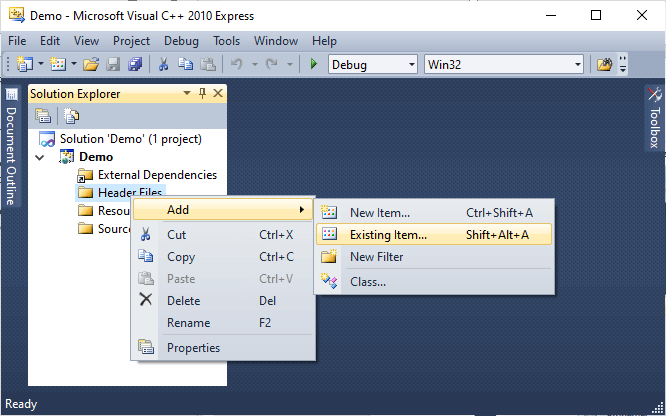 Demo - Microsoft Visual C++ 2010 Express
File Edit View Project Debug Tools Window Help
Debug Win32
Document Outline
Solution Explorer
Toolbox
Solution 'Demo' (1 project)
Demo
External Dependencies
Header Files
Resou
Source
Add
Cut Ctrl+X
Copy Ctrl+C
Paste Ctrl+V
Delete Del
Rename F2
Properties
New Item... Ctrl+Shift+A
Existing Item... Shift+Alt+A
New Filter
Class...
Ready